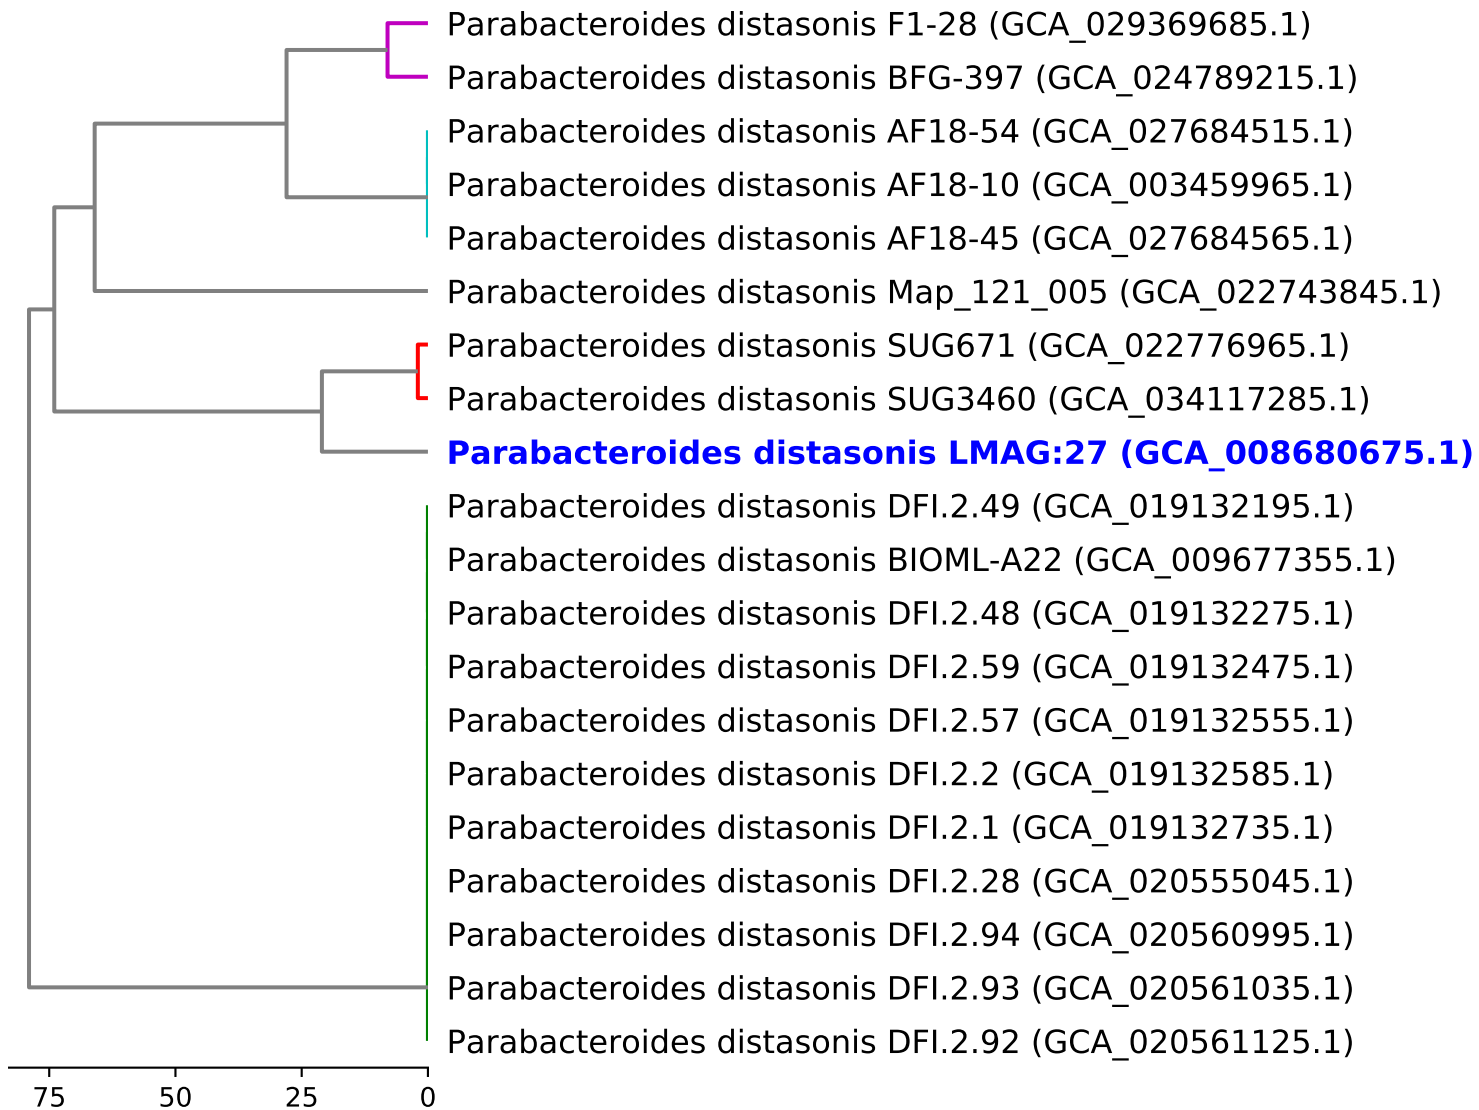 Parabacteroides distasonis F1-28 (GCA_029369685.1)
Parabacteroides distasonis BFG-397 (GCA_024789215.1)
Parabacteroides distasonis AF18-54 (GCA_027684515.1)
Parabacteroides distasonis AF18-10 (GCA_003459965.1)
Parabacteroides distasonis AF18-45 (GCA_027684565.1)
Parabacteroides distasonis Map_121_005 (GCA_022743845.1)
Parabacteroides distasonis SUG671 (GCA_022776965.1)
Parabacteroides distasonis SUG3460 (GCA_034117285.1)
Parabacteroides distasonis LMAG:27 (GCA_008680675.1)
Parabacteroides distasonis DFI.2.49 (GCA_019132195.1)
Parabacteroides distasonis BIOML-A22 (GCA_009677355.1)
Parabacteroides distasonis DFI.2.48 (GCA_019132275.1)
Parabacteroides distasonis DFI.2.59 (GCA_019132475.1)
Parabacteroides distasonis DFI.2.57 (GCA_019132555.1)
Parabacteroides distasonis DFI.2.2 (GCA_019132585.1)
Parabacteroides distasonis DFI.2.1 (GCA_019132735.1)
Parabacteroides distasonis DFI.2.28 (GCA_020555045.1)
Parabacteroides distasonis DFI.2.94 (GCA_020560995.1)
Parabacteroides distasonis DFI.2.93 (GCA_020561035.1)
Parabacteroides distasonis DFI.2.92 (GCA_020561125.1)
75 50 25 0